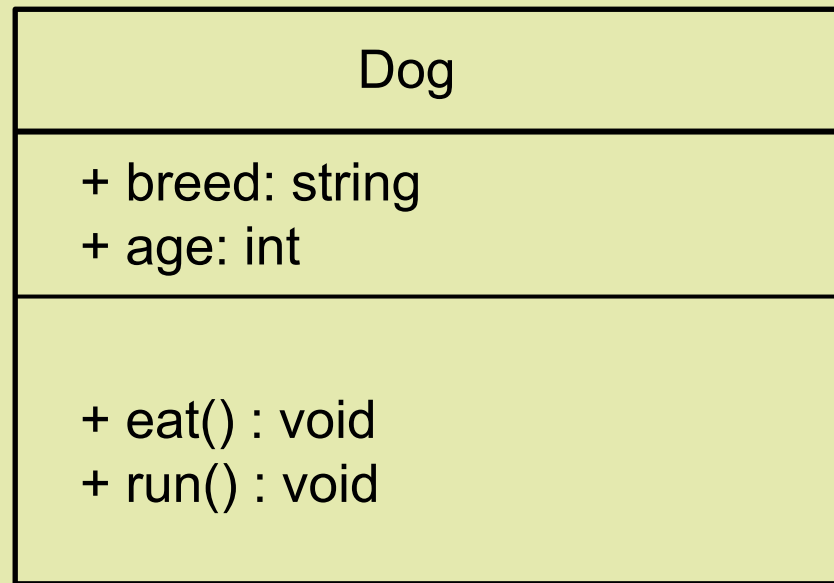 Dog
+ breed: string
+ age: int
+ eat() : void
+ run() : void